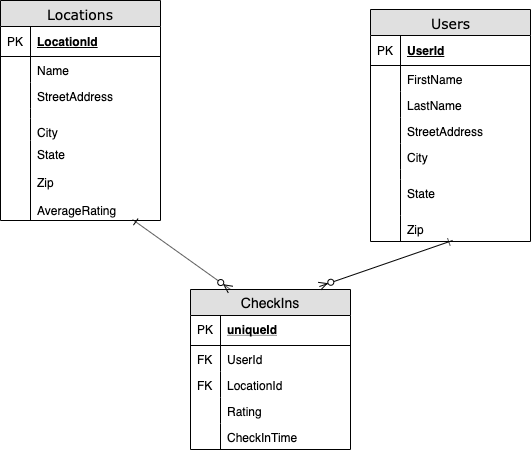 Locations
PK LocationId
Name
StreetAddress
City
State
Zip
AverageRating
Users
PK UserId
FirstName
LastName
StreetAddress
City
State
Zip
CheckIns
PK uniqueId
FK UserId
FK LocationId
Rating
CheckInTime